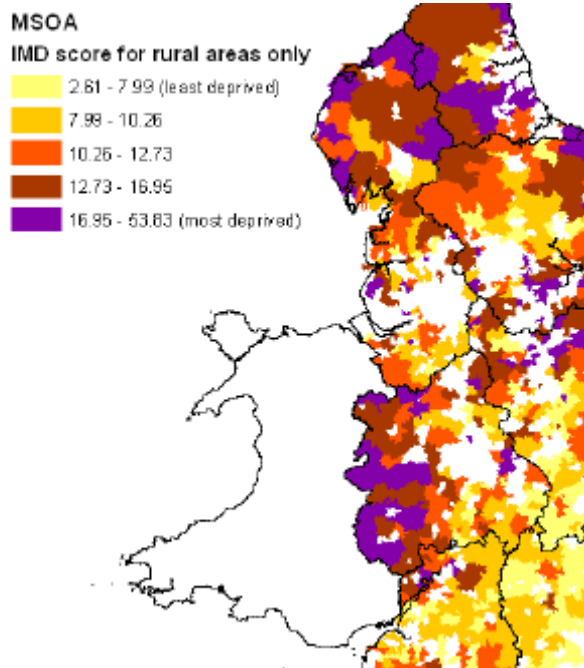 MSOA
IMD score for rural areas only
2.61 - 7.99 (least deprived)
7.99 - 10.26
10.26 - 12.73
12.73 - 16.95
16.95 - 53.83 (most deprived)